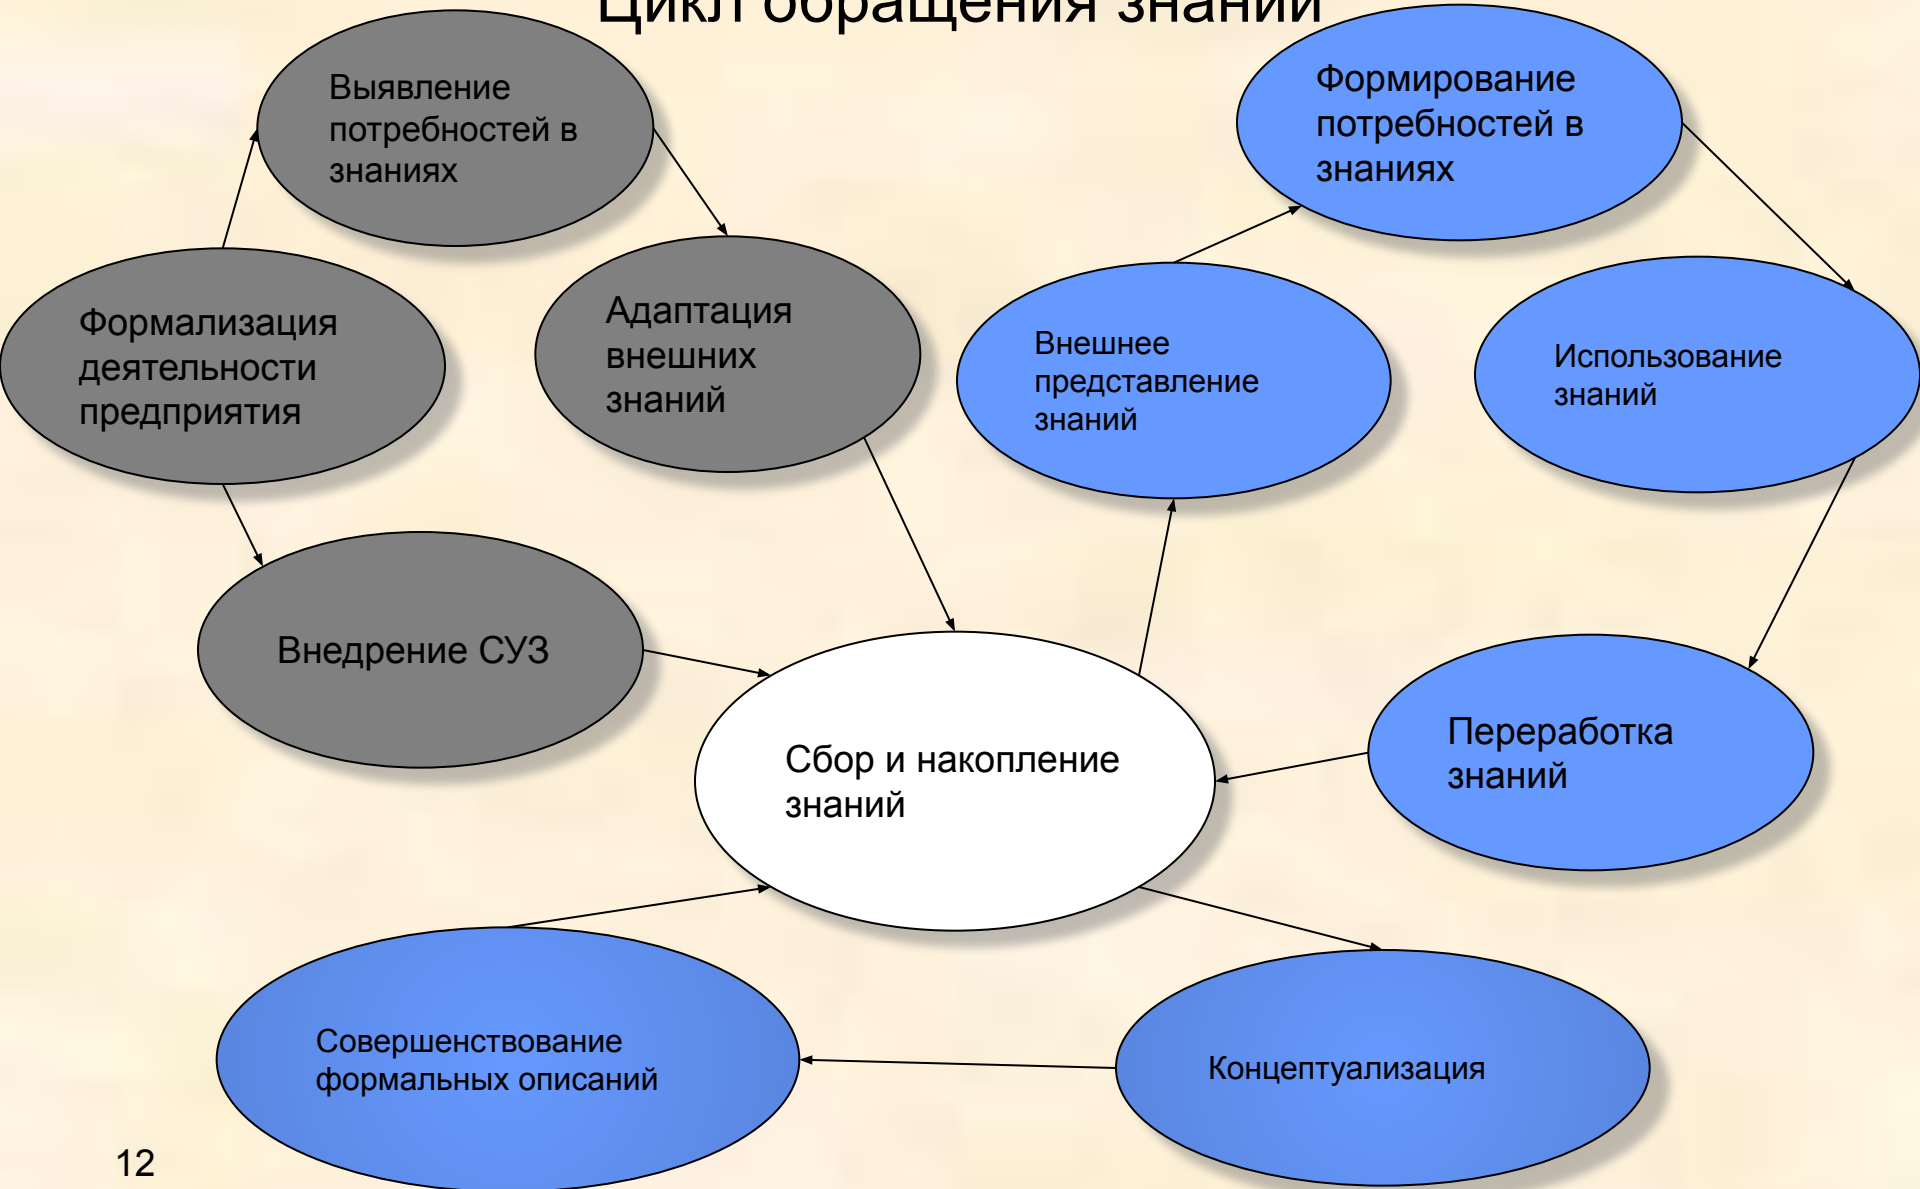 Цикл обращения знаний
Выявление
потребностей в
знаниях
Формирование
потребностей в
знаниях
Формализация
деятельности
предприятия
Адаптация
внешних
знаний
Внешнее
представление
знаний
Использование
знаний
Внедрение СУЗ
Сбор и накопление
знаний
Переработка
знаний
Совершенствование
формальных описаний
Концептуализация
12